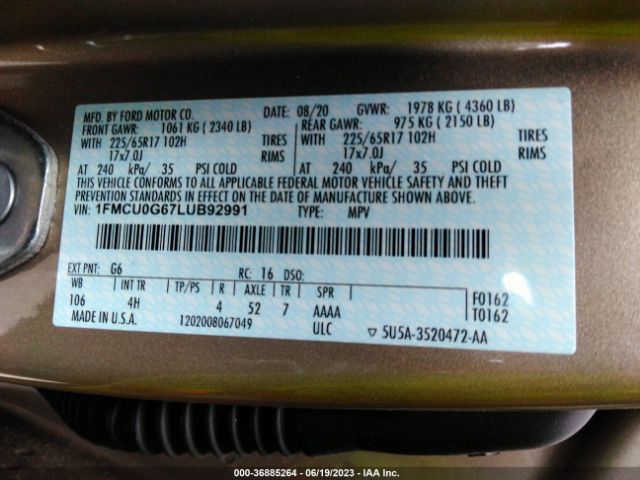 MFD. BY FORD MOTOR CO. DATE: 08/20 GVWR: 1978 KG ( 4360 LB)
FRONT GAWR: 1061 KG ( 2340 LB) REAR GAWR: 975 KG ( 2150 LB)
WITH 225/65R17 102H TIRES WITH 225/65R17 102H TIRES
17x7.0J RIMS 17x7.0J RIMS
AT 240 kPa/ 35 PSI COLD AT 240 kPa/ 35 PSI COLD
THIS VEHICLE CONFORMS TO ALL APPLICABLE FEDERAL MOTOR VEHICLE SAFETY AND THEFT
PREVENTION STANDARDS IN EFFECT ON THE DATE OF MANUFACTURE SHOWN ABOVE.
VIN: 1FMCU0G67LUB92991 TYPE: MPV
EXT PNT: G6 RC: 16 DSO:
WB INT TR TP/PS R AXLE TR SPR F0162
106 4H 4 52 7 AAAA T0162
MADE IN U.S.A. 1202008067049 ULC ▽ 5U5A-3520472-AA
000-36885264 - 06/19/2023 - IAA Inc.